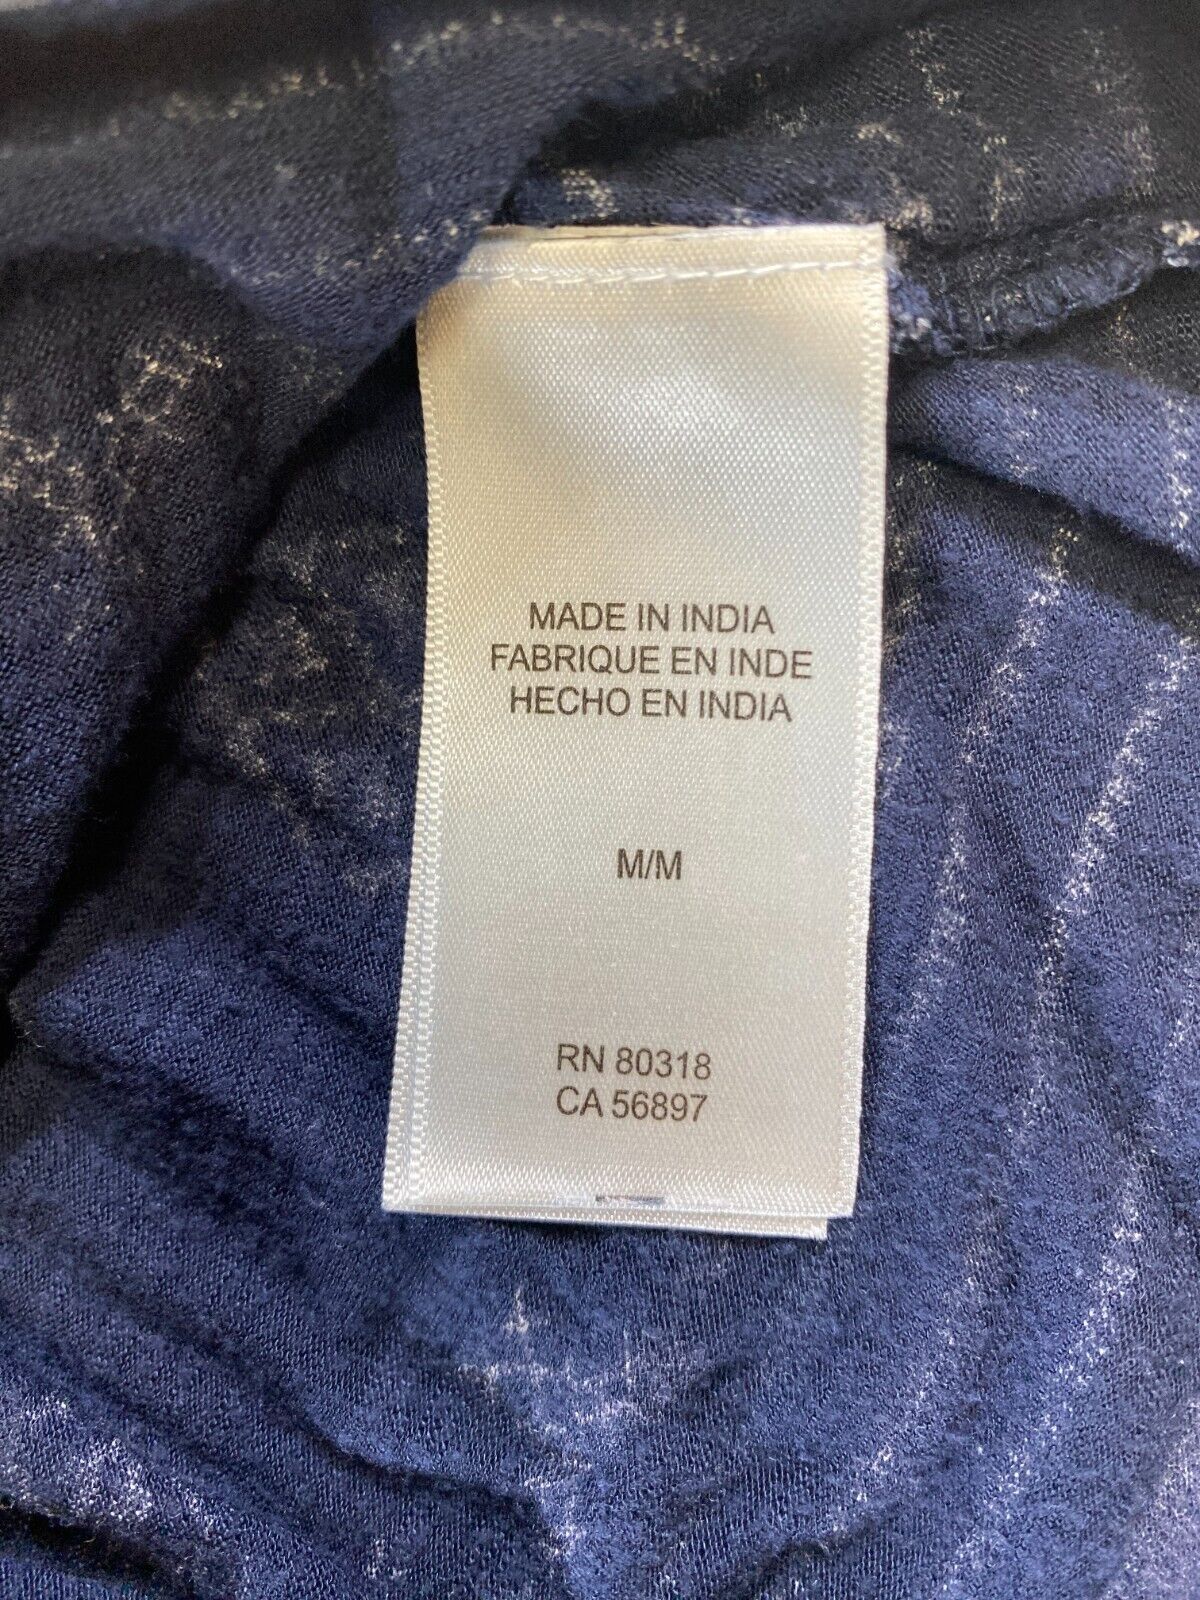 MADE IN INDIA
FABRIQUE EN INDE
HECHO EN INDIA
M/M
RN 80318
CA 56897